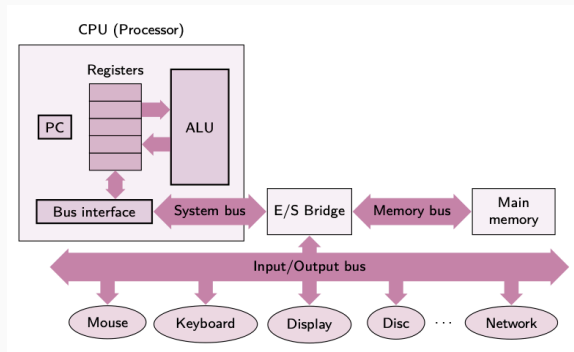 CPU (Processor)
Registers
PC
ALU
Bus interface
System bus
E/S Bridge
Memory bus
Main
memory
Input/Output bus
Mouse
Keyboard
Display
Disc
···
Network